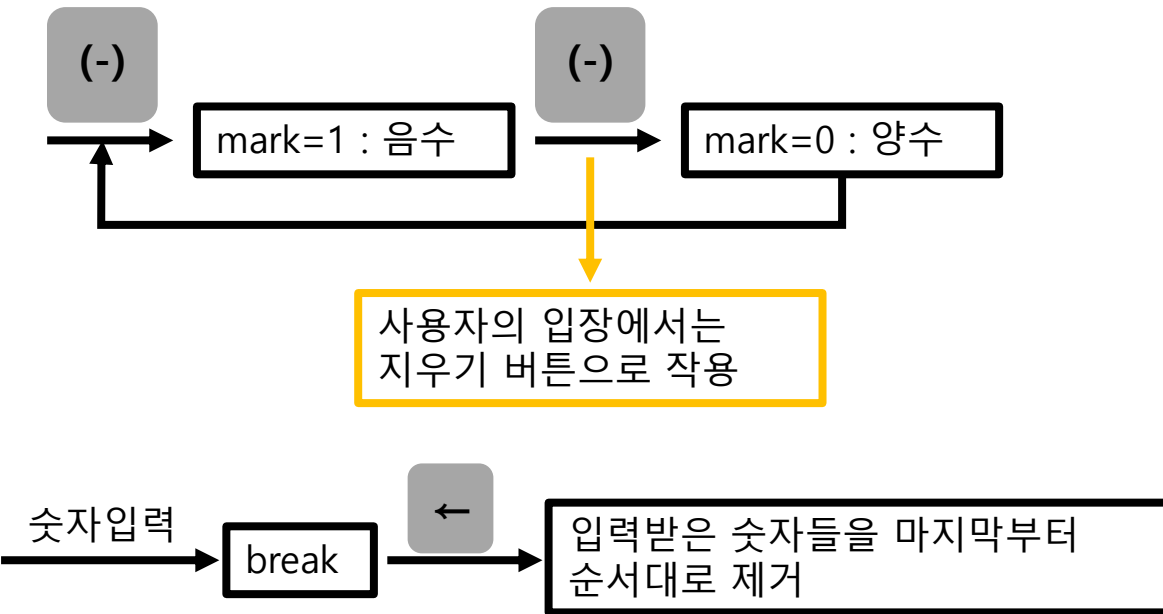 (-)
(-)
mark=1 : 음수
mark=0 : 양수
사용자의 입장에서는
지우기 버튼으로 작용
숫자입력
←
break
입력받은 숫자들을 마지막부터
순서대로 제거